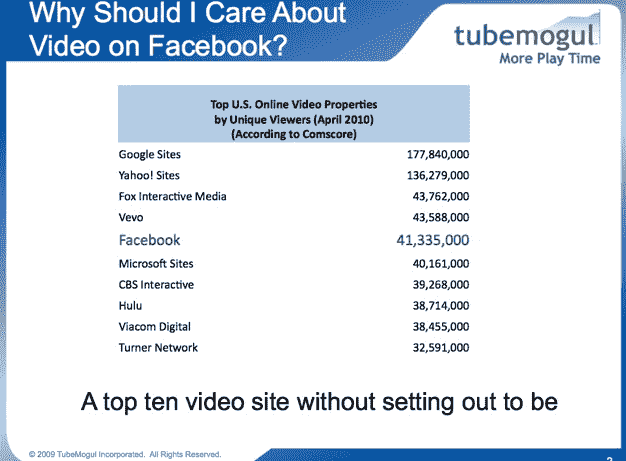 Why Should I Care About
Video on Facebook?
tubemogul
More Play Time
Top U.S. Online Video Properties
by Unique Viewers (April 2010)
(According to Comscore)
Google Sites 177,840,000
Yahoo! Sites 136,279,000
Fox Interactive Media 43,762,000
Vevo 43,588,000
Facebook 41,335,000
Microsoft Sites 40,161,000
CBS Interactive 39,268,000
Hulu 38,714,000
Viacom Digital 38,455,000
Turner Network 32,591,000
A top ten video site without setting out to be
© 2009 TubeMogul Incorporated. All Rights Reserved.